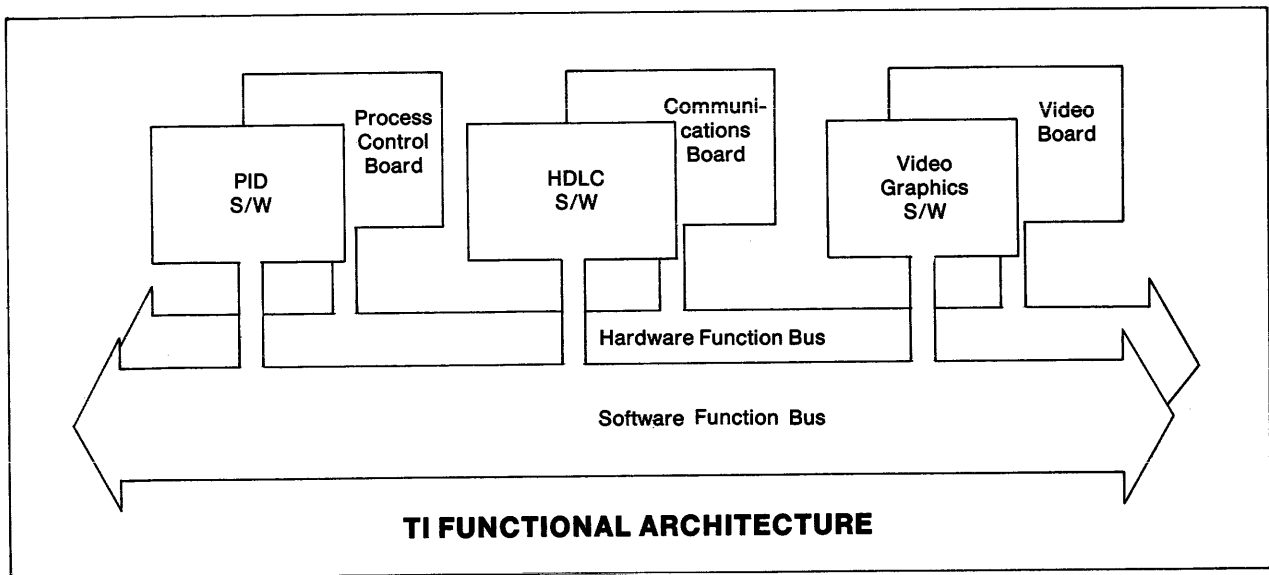 Process
Control
Board
PID
S/W
Communi-
cations
Board
HDLC
S/W
Video
Board
Video
Graphics
S/W
Hardware Function Bus
Software Function Bus
TI FUNCTIONAL ARCHITECTURE